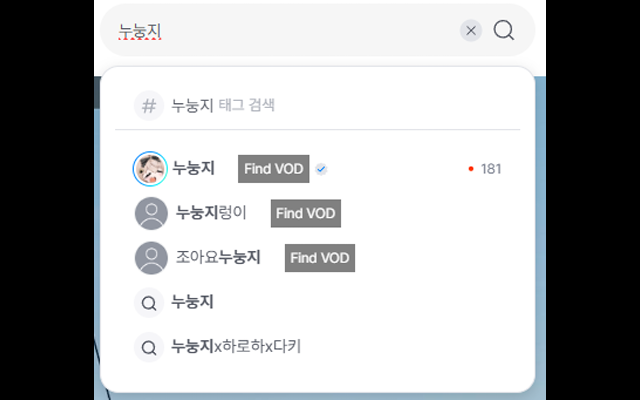 누눙지
# 누눙지 태그 검색
누눙지 Find VOD 181
누눙지렁이 Find VOD
조아요누눙지 Find VOD
누눙지
누눙지x하로하x다키